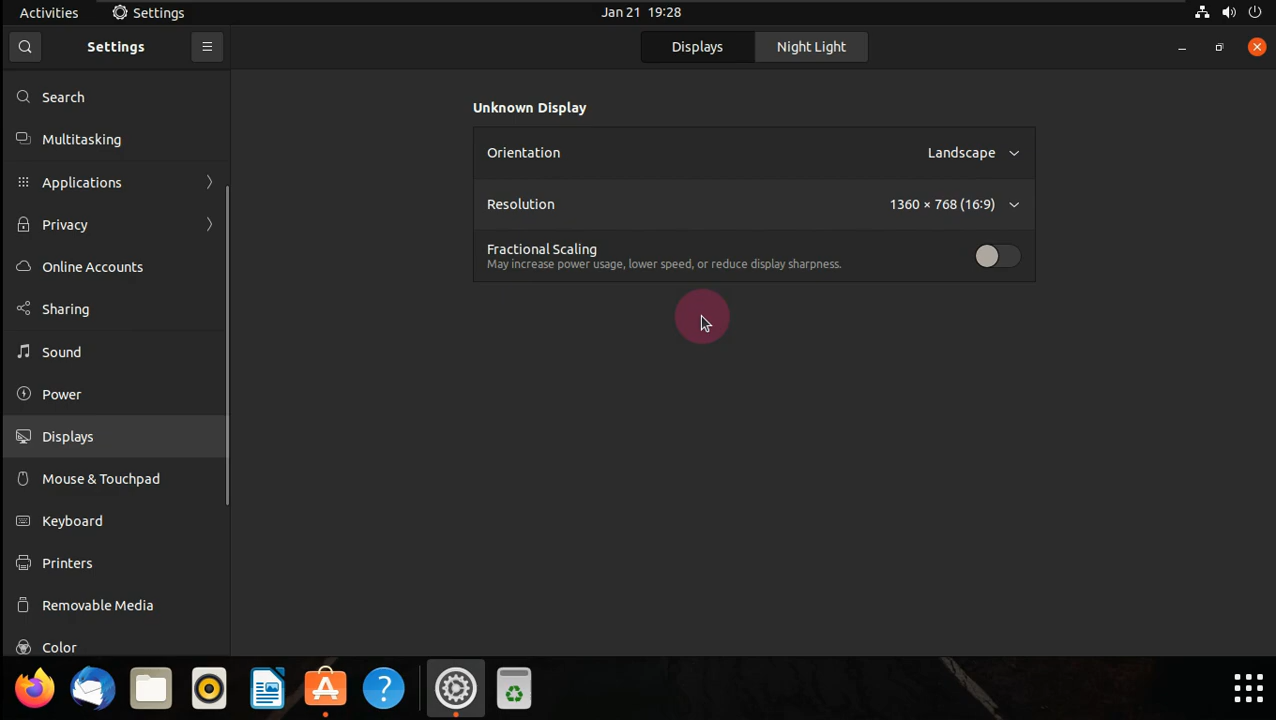 Activities Settings Jan 21 19:28
Settings Displays Night Light
Search
Multitasking
Applications
Privacy
Online Accounts
Sharing
Sound
Power
Displays
Mouse & Touchpad
Keyboard
Printers
Removable Media
Color
Unknown Display
Orientation Landscape
Resolution 1360 × 768 (16:9)
Fractional Scaling
May increase power usage, lower speed, or reduce display sharpness.